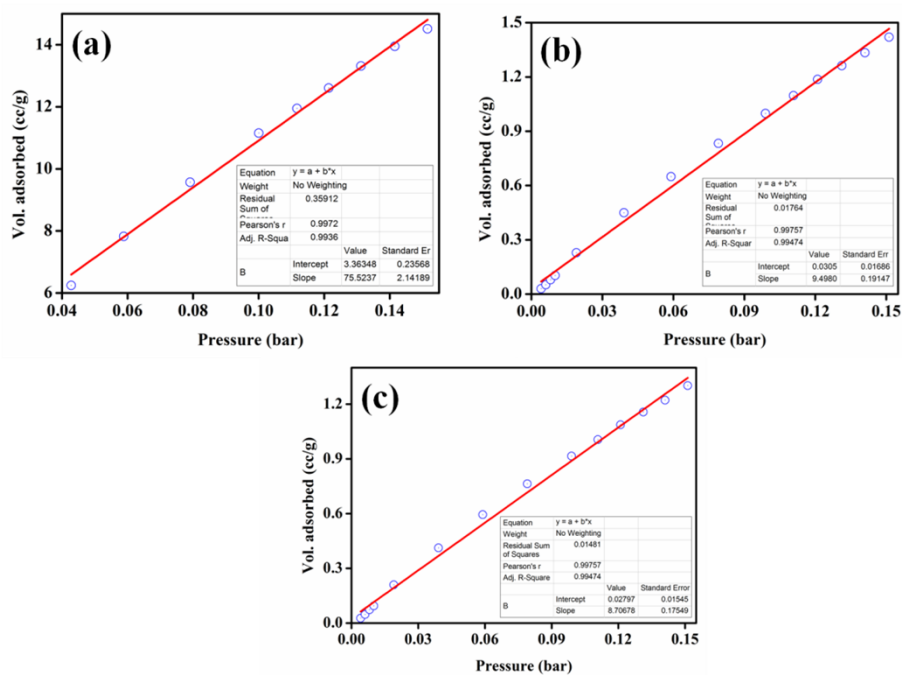 (a)
Vol. adsorbed (cc/g)
14
12
10
8
6
0.04 0.06 0.08 0.10 0.12 0.14
Pressure (bar)
Equation y = a + b*x
Weight No Weighting
Residual 0.35912
Sum of
Pearson's r 0.9972
Adj. R-Squa 0.9936
Value Standard Er
B Intercept 3.36348 0.23568
Slope 75.5237 2.14189
(b)
Vol. adsorbed (cc/g)
1.5
1.2
0.9
0.6
0.3
0.0
0.00 0.03 0.06 0.09 0.12 0.15
Pressure (bar)
Equation y = a + b*x
Weight No Weighting
Residual 0.01764
Sum of
Pearson's r 0.99757
Adj. R-Squar 0.99474
Value Standard Err
B Intercept 0.0305 0.01686
Slope 9.4980 0.19147
(c)
Vol. adsorbed (cc/g)
1.2
0.9
0.6
0.3
0.0
0.00 0.03 0.06 0.09 0.12 0.15
Pressure (bar)
Equation y = a + b*x
Weight No Weighting
Residual Sum 0.01481
of Squares
Pearson's r 0.99757
Adj. R-Square 0.99474
Value Standard Error
B Intercept 0.02797 0.01545
Slope 8.70678 0.17549